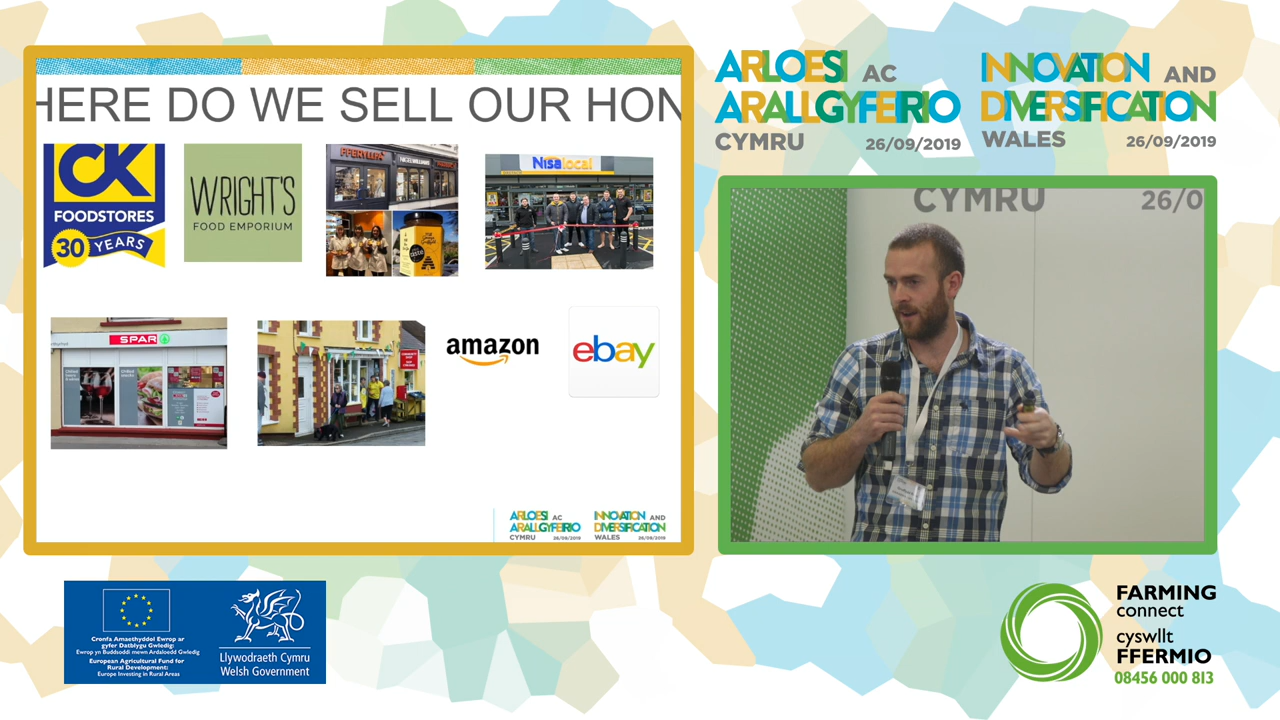 HERE DO WE SELL OUR HON
CK
FOODSTORES
30 YEARS
WRIGHT'S
FOOD EMPORIUM
Nisalocal
SPAR
amazon
ebay
ARLOESI AC
ARALLGYFEIRIO
CYMRU 26/09/2019
INNOVATION AND
DIVERSIFICATION
WALES 26/09/2019
ARLOESI AC
ARALLGYFEIRIO
CYMRU 26/09/2019
INNOVATION AND
DIVERSIFICATION
WALES 26/09/2019
CYMRU 26/0
Cronfa Amaethyddol Ewrop ar
gyfer Datblygu Gwledig:
Ewrop yn Buddsoddi mewn Ardaloedd Gwledig
European Agricultural Fund for
Rural Development:
Europe Investing in Rural Areas
Llywodraeth Cymru
Welsh Government
FARMING
connect
cyswllt
FFERMIO
08456 000 813